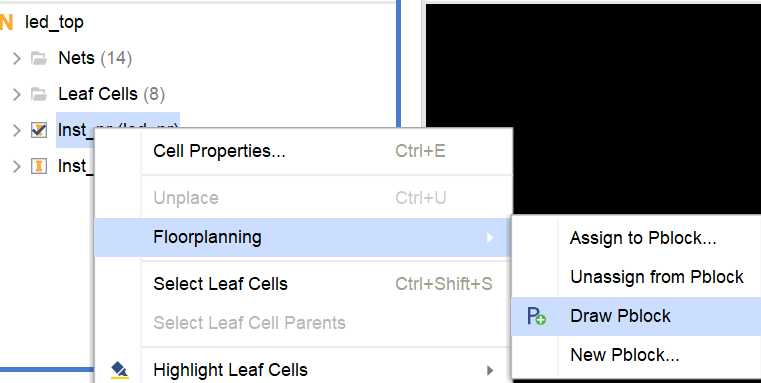 N led_top
Nets (14)
Leaf Cells (8)
Inst_
Inst_
Cell Properties... Ctrl+E
Unplace Ctrl+U
Floorplanning
Select Leaf Cells Ctrl+Shift+S
Select Leaf Cell Parents
Highlight Leaf Cells
Assign to Pblock...
Unassign from Pblock
Draw Pblock
New Pblock...